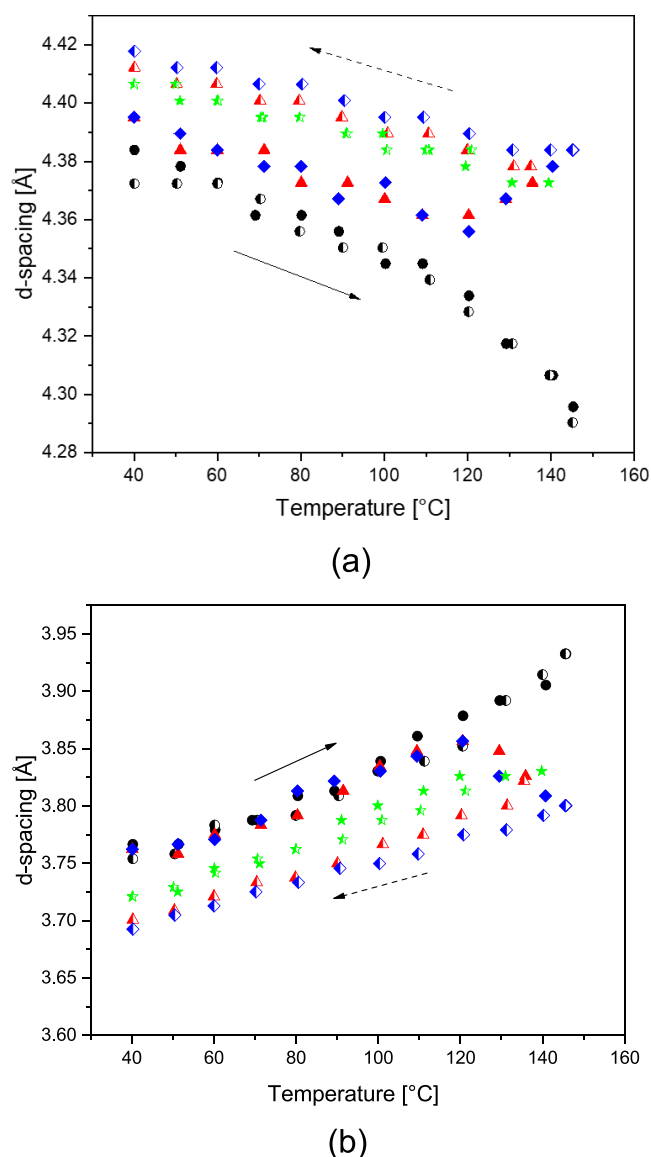 4.42
4.40
4.38
4.36
4.34
4.32
4.30
4.28
d-spacing [Å]
40 60 80 100 120 140 160
Temperature [°C]
(a)
3.95
3.90
3.85
3.80
3.75
3.70
3.65
3.60
d-spacing [Å]
40 60 80 100 120 140 160
Temperature [°C]
(b)